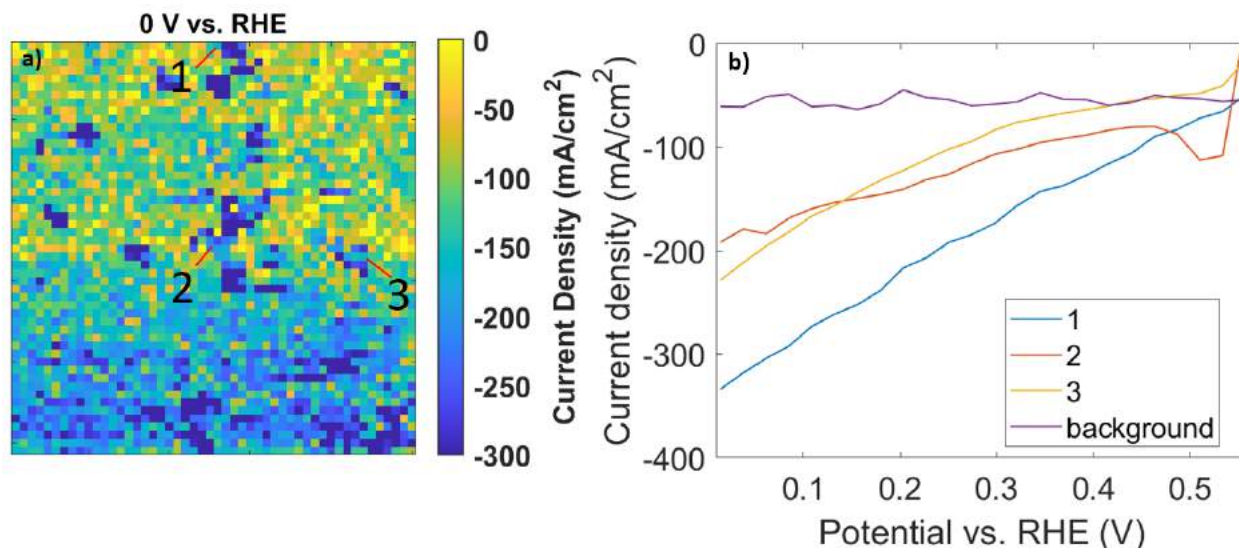 0 V vs. RHE
a)
1
2
3
0
-50
-100
-150
-200
-250
-300
Current Density (mA/cm²)
b)
Current density (mA/cm²)
0
-100
-200
-300
-400
1
2
3
background
0.1 0.2 0.3 0.4 0.5
Potential vs. RHE (V)